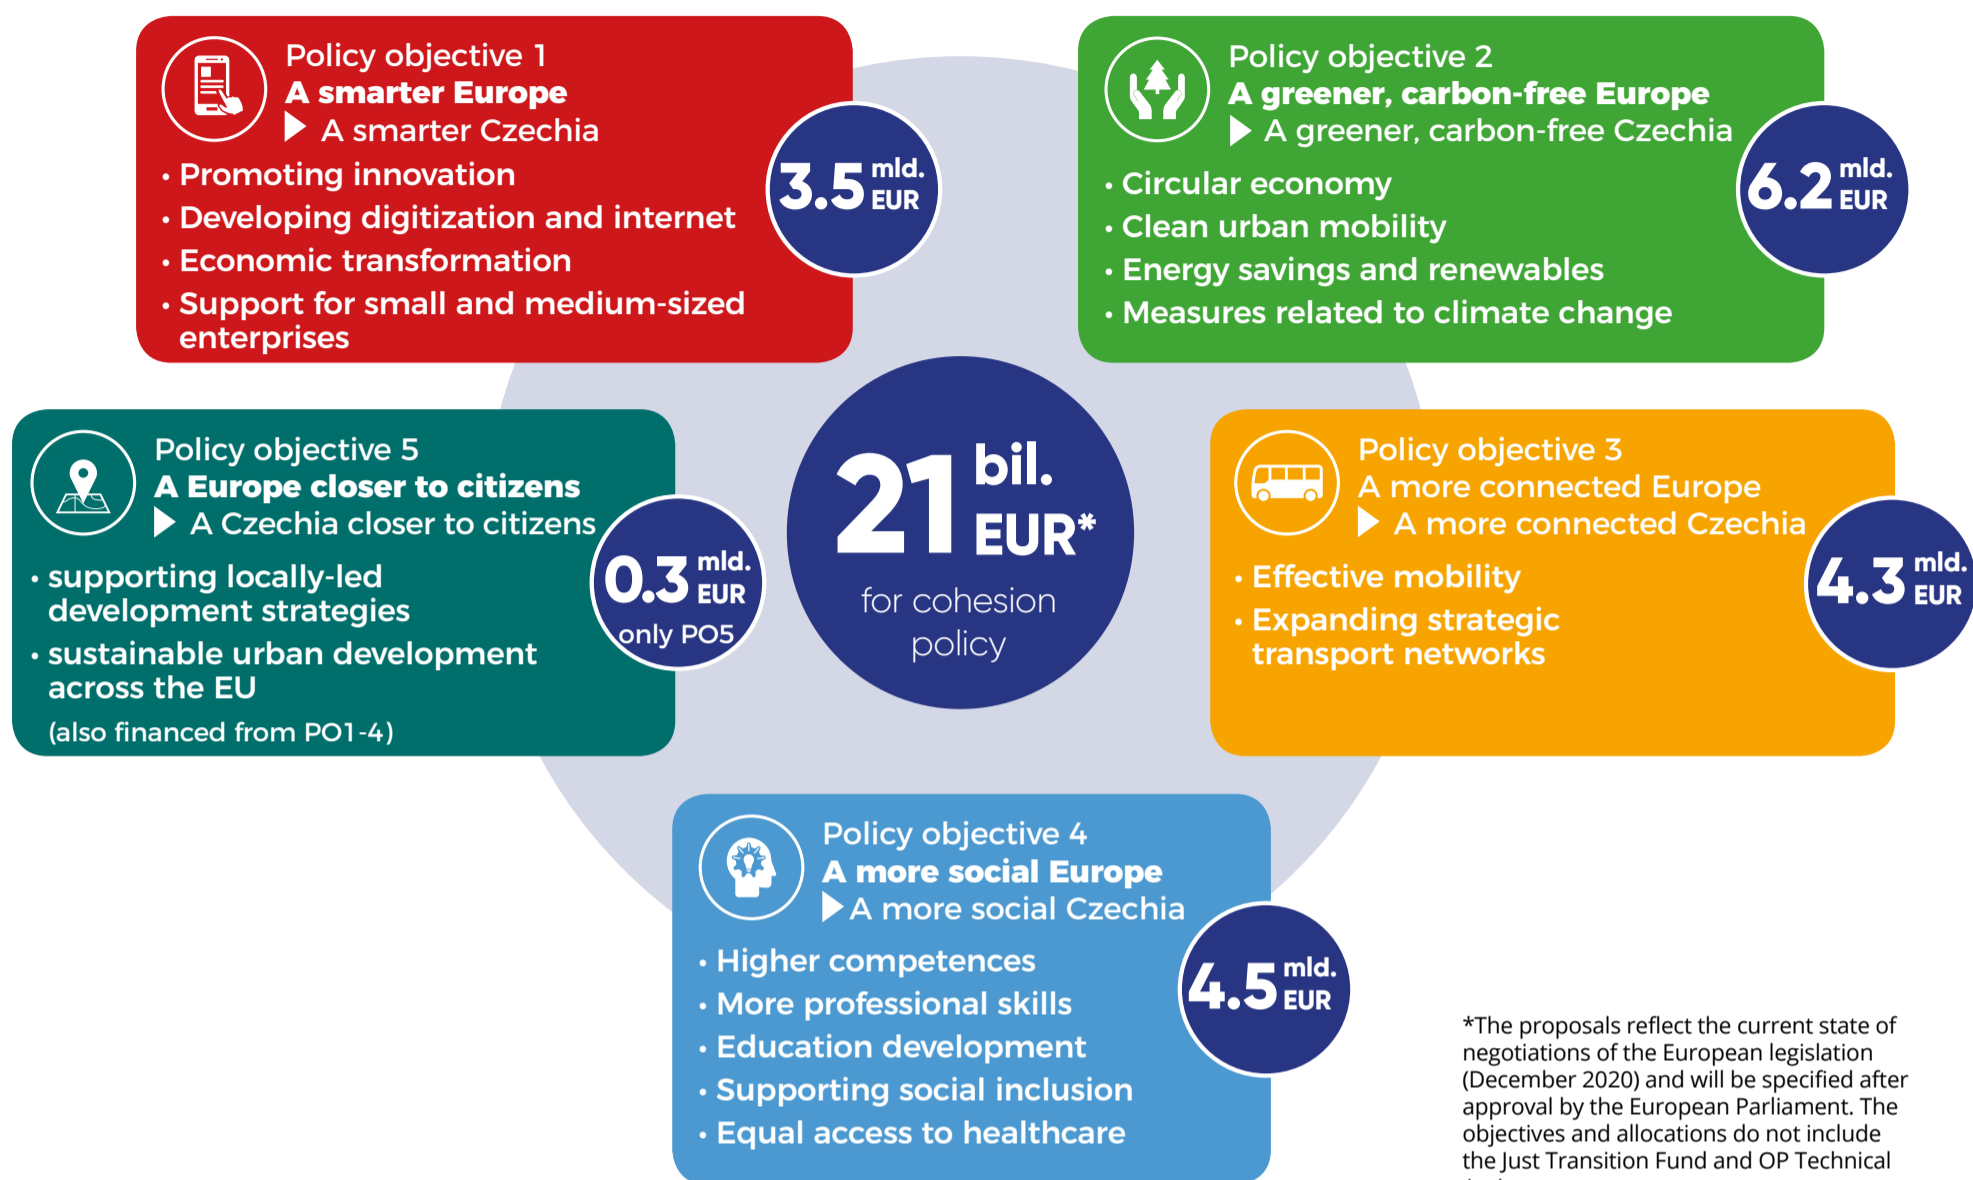 Policy objective 1
A smarter Europe
A smarter Czechia
• Promoting innovation
• Developing digitization and internet
• Economic transformation
• Support for small and medium-sized
enterprises
3.5 mld.
EUR
Policy objective 2
A greener, carbon-free Europe
A greener, carbon-free Czechia
• Circular economy
• Clean urban mobility
• Energy savings and renewables
• Measures related to climate change
6.2 mld.
EUR
Policy objective 5
A Europe closer to citizens
A Czechia closer to citizens
• supporting locally-led
development strategies
• sustainable urban development
across the EU
(also financed from PO1-4)
0.3 mld.
EUR
only PO5
21 bil.
EUR*
for cohesion
policy
Policy objective 3
A more connected Europe
A more connected Czechia
• Effective mobility
• Expanding strategic
transport networks
4.3 mld.
EUR
Policy objective 4
A more social Europe
A more social Czechia
• Higher competences
• More professional skills
• Education development
• Supporting social inclusion
• Equal access to healthcare
4.5 mld.
EUR
*The proposals reflect the current state of
negotiations of the European legislation
(December 2020) and will be specified after
approval by the European Parliament. The
objectives and allocations do not include
the Just Transition Fund and OP Technical